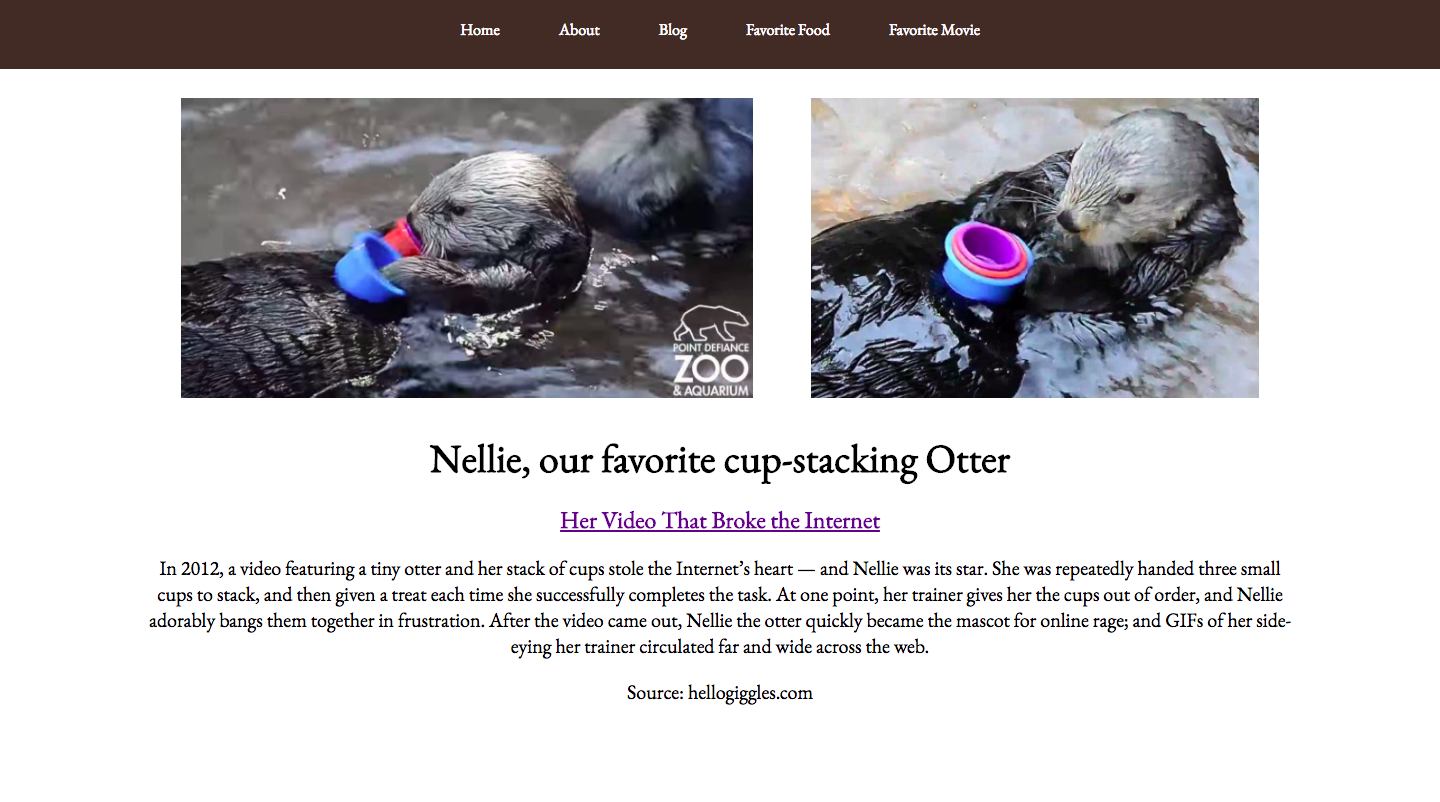 Home About Blog Favorite Food Favorite Movie
POINT DEFIANCE
ZOO
& AQUARIUM
Nellie, our favorite cup-stacking Otter
Her Video That Broke the Internet
In 2012, a video featuring a tiny otter and her stack of cups stole the Internet’s heart — and Nellie was its star. She was repeatedly handed three small
cups to stack, and then given a treat each time she successfully completes the task. At one point, her trainer gives her the cups out of order, and Nellie
adorably bangs them together in frustration. After the video came out, Nellie the otter quickly became the mascot for online rage; and GIFs of her side-
eying her trainer circulated far and wide across the web.
Source: hellogiggles.com